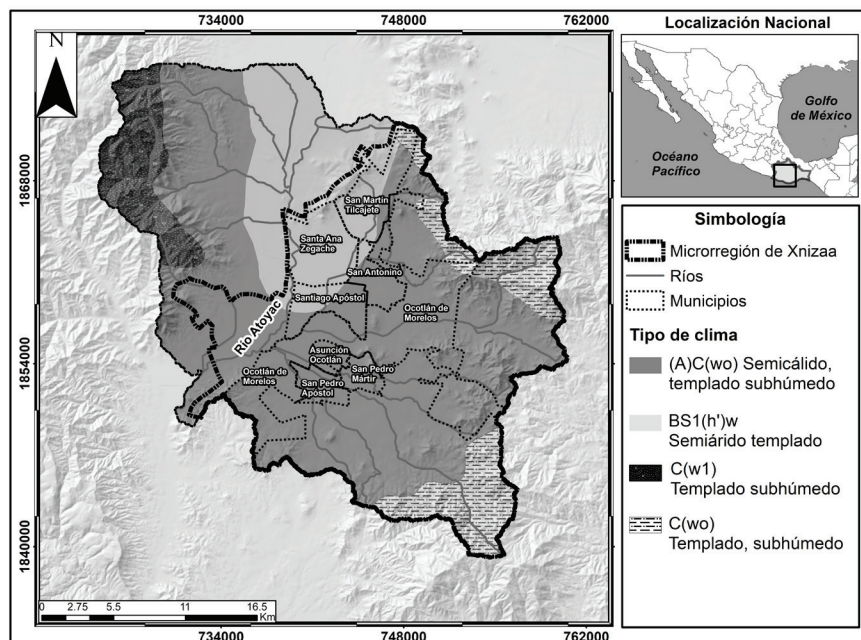 734000 748000 762000
N
1868000
1854000
1840000
San Martín
Tilcajete
Santa Ana
Zegache
San Antonino
Santiago Apóstol
Ocotlán de
Morelos
Río Atoyac
Asunción
Ocotlán
Ocotlán de
Morelos
San Pedro
Mártir
San Pedro
Apóstol
0 2.75 5.5 11 16.5
Km
734000 748000 762000
Localización Nacional
Golfo
de México
Océano
Pacífico
Simbología
Microrregión de Xnizaa
Ríos
Municipios
Tipo de clima
(A)C(wo) Semicálido,
templado subhúmedo
BS1(h')w
Semiárido templado
C(w1)
Templado subhúmedo
C(wo)
Templado, subhúmedo